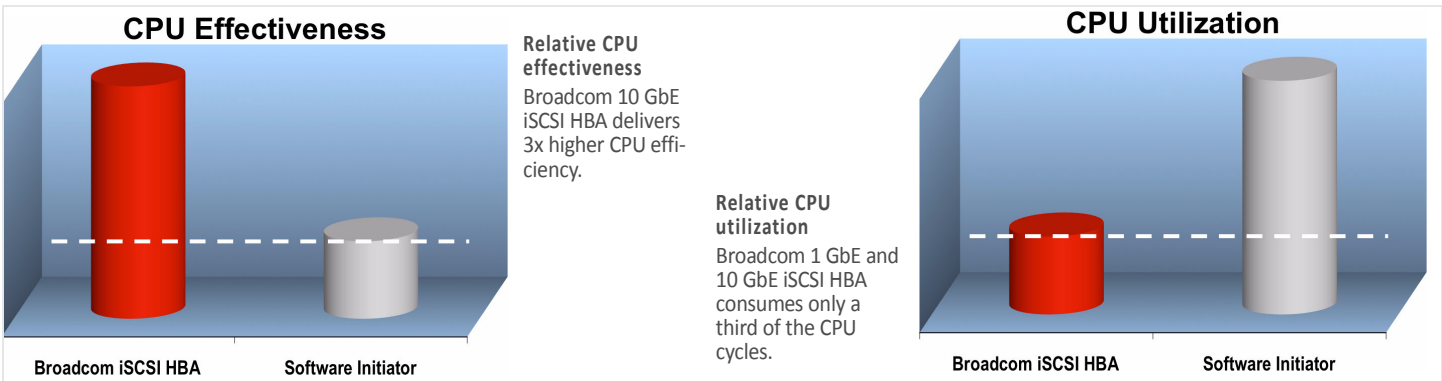 CPU Effectiveness
Broadcom iSCSI HBA
Software Initiator
Relative CPU
effectiveness
Broadcom 10 GbE
iSCSI HBA delivers
3x higher CPU effi-
ciency.
Relative CPU
utilization
Broadcom 1 GbE and
10 GbE iSCSI HBA
consumes only a
third of the CPU
cycles.
CPU Utilization
Broadcom iSCSI HBA
Software Initiator